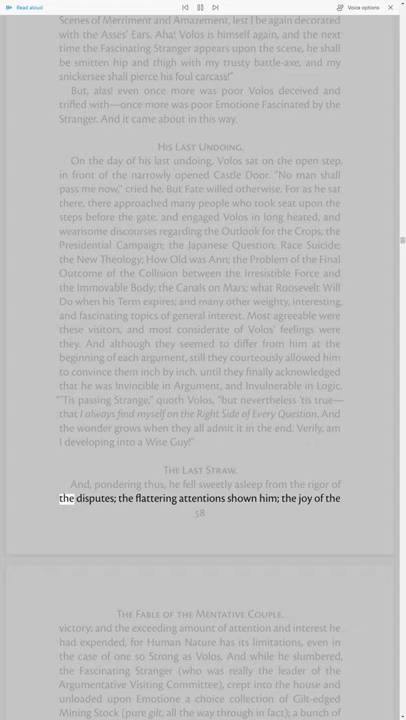 Read aloud
Voice options
Scenes of Merriment and Amazement, lest I be again decorated
with the Asses' Ears. Aha! Volos is himself again, and the next
time the Fascinating Stranger appears upon the scene, he shall
be smitten hip and thigh with my trusty battle-axe, and my
snickersee shall pierce his foul carcass!"
But, alas! even once more was poor Volos deceived and
trifled with—once more was poor Emotione Fascinated by the
Stranger. And it came about in this way.
His Last Undoing.
On the day of his last undoing, Volos sat on the open step,
in front of the narrowly opened Castle Door. "No man shall
pass me now," cried he. But Fate willed otherwise. For as he sat
there, there approached many people who took seat upon the
steps before the gate, and engaged Volos in long heated, and
wearisome discourses regarding the Outlook for the Crops; the
Presidential Campaign; the Japanese Question; Race Suicide;
the New Theology; How Old was Ann; the Problem of the Final
Outcome of the Collision between the Irresistible Force and
the Immovable Body; the Canals on Mars; what Roosevelt Will
Do when his Term expires; and many other weighty, interesting,
and fascinating topics of general interest. Most agreeable were
these visitors, and most considerate of Volos' feelings were
they. And although they seemed to differ from him at the
beginning of each argument, still they courteously allowed him
to convince them inch by inch, until they finally acknowledged
that he was Invincible in Argument, and Invulnerable in Logic.
"'Tis passing Strange," quoth Volos, "but nevertheless 'tis true—
that I always find myself on the Right Side of Every Question. And
the wonder grows when they all admit it in the end. Verily, am
I developing into a Wise Guy!"
The Last Straw.
And, pondering thus, he fell sweetly asleep from the rigor of
the disputes; the flattering attentions shown him; the joy of the
58
The Fable of the Mentative Couple.
victory; and the exceeding amount of attention and interest he
had expended, for Human Nature has its limitations, even in
the case of one so Strong as Volos. And while he slumbered,
the Fascinating Stranger (who was really the leader of the
Argumentative Visiting Committee), crept into the house and
unloaded upon Emotione a choice collection of Gilt-edged
Mining Stock (pure gilt, all the way through in fact); a bunch of